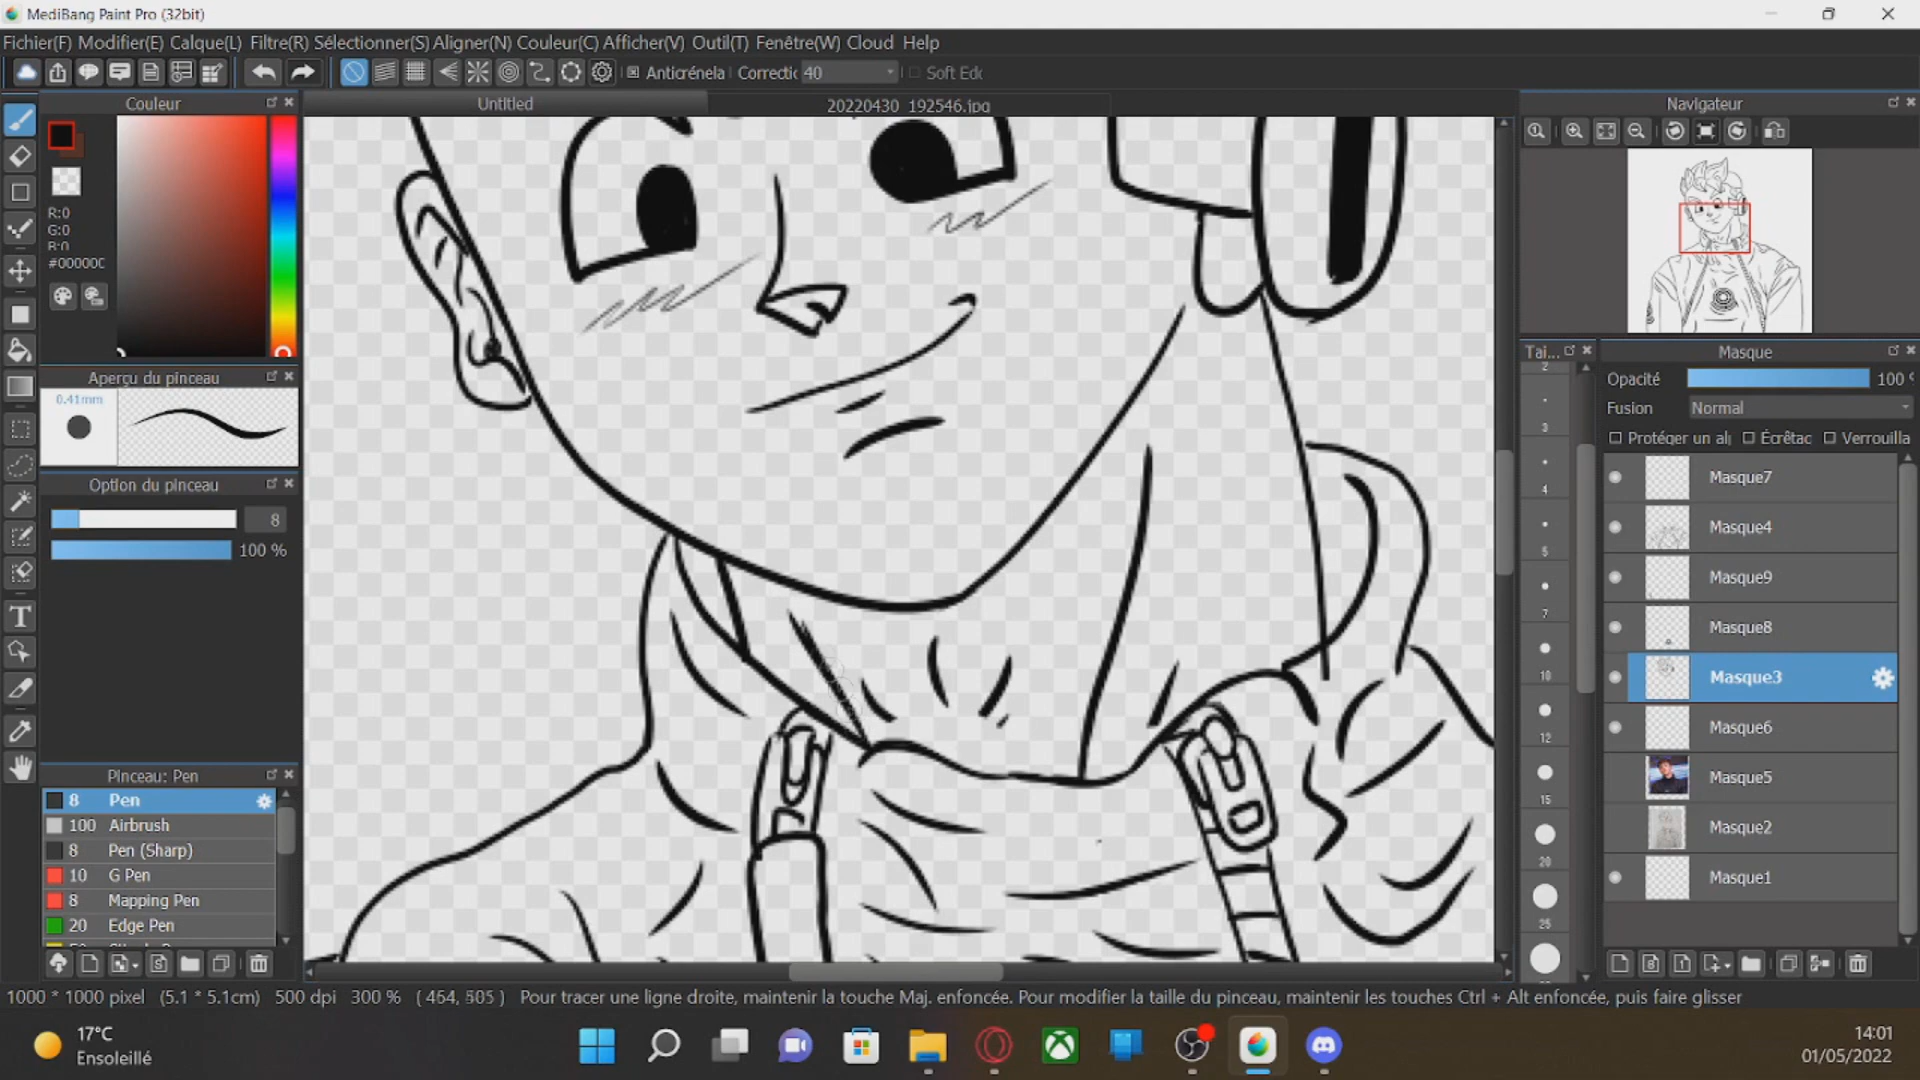 MediBang Paint Pro (32bit)
Fichier(F) Modifier(E) Calque(L) Filtre(R) Sélectionner(S) Aligner(N) Couleur(C) Afficher(V) Outil(T) Fenêtre(W) Cloud Help
Anticrénela Correctic 40 Soft Edg
Couleur
Untitled
20220430_192546.jpg
Navigateur
R:0
G:0
B:0
#000000
Aperçu du pinceau
0.41mm
Option du pinceau
8
100 %
Pinceau: Pen
8 Pen
100 Airbrush
8 Pen (Sharp)
10 G Pen
8 Mapping Pen
20 Edge Pen
Tai...
2
3
4
5
7
10
12
15
20
25
Masque
Opacité 100
Fusion Normal
Protéger un al Écrêtac Verrouilla
Masque7
Masque4
Masque9
Masque8
Masque3
Masque6
Masque5
Masque2
Masque1
1000 * 1000 pixel (5.1 * 5.1cm) 500 dpi 300 % ( 464, 505 ) Pour tracer une ligne droite, maintenir la touche Maj. enfoncée. Pour modifier la taille du pinceau, maintenir les touches Ctrl + Alt enfoncée, puis faire glisser
17°C
Ensoleillé
14:01
01/05/2022